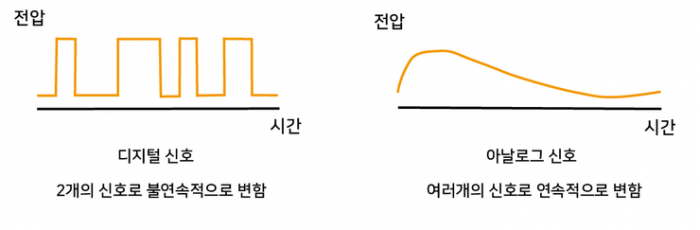 전압
시간
디지털 신호
2개의 신호로 불연속적으로 변함
전압
시간
아날로그 신호
여러개의 신호로 연속적으로 변함